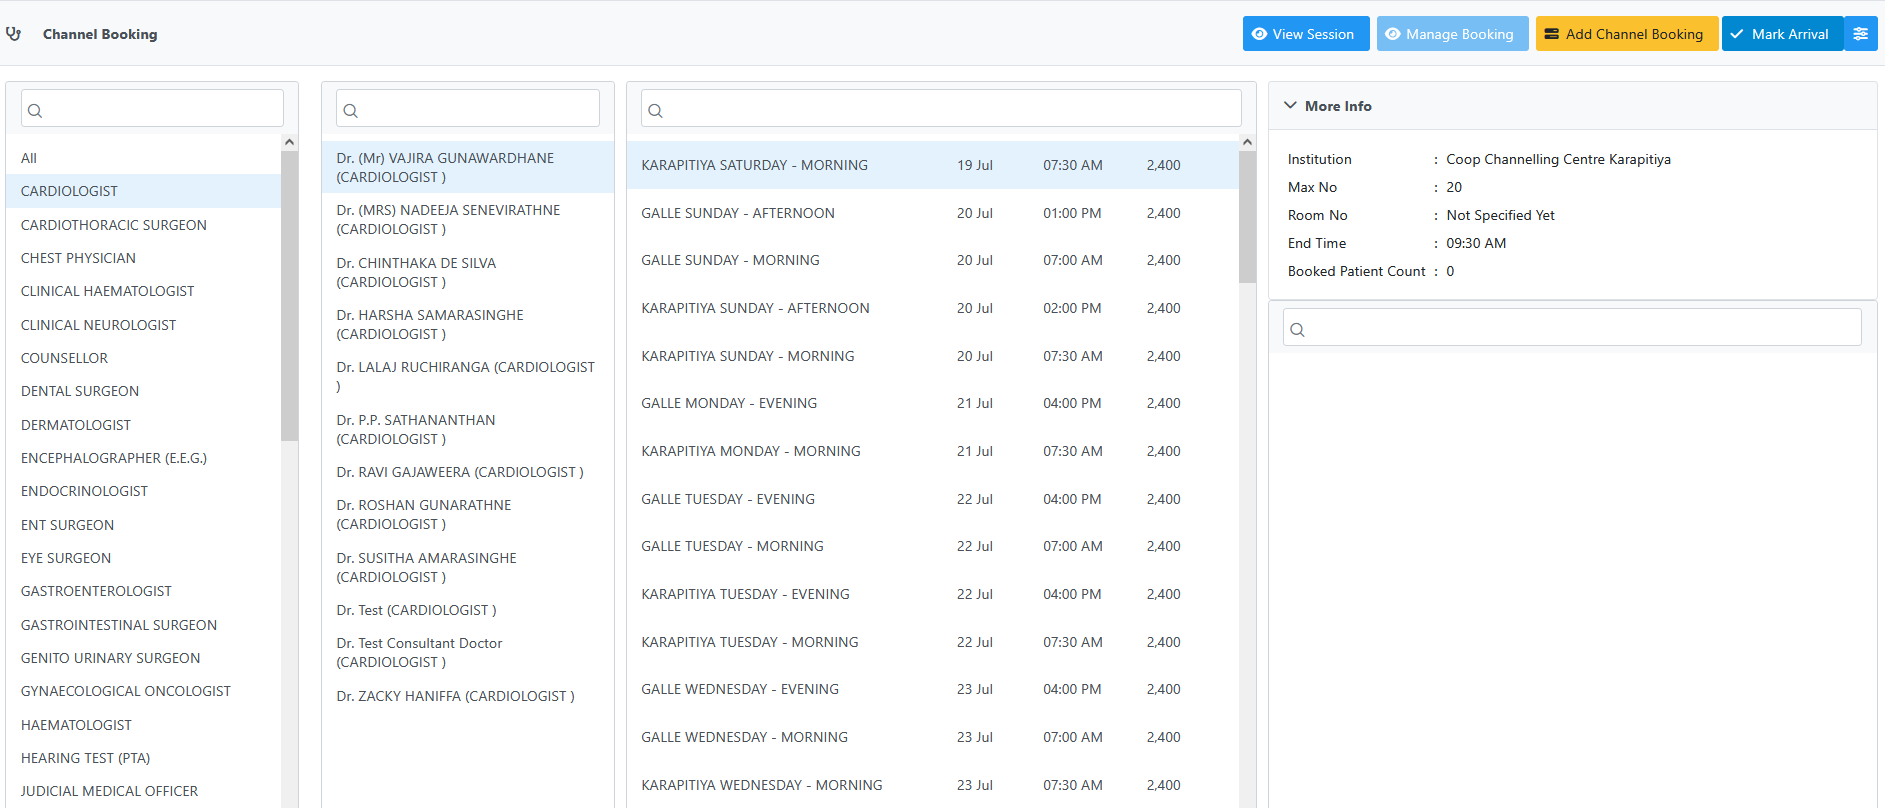 Channel Booking
View Session
Manage Booking
Add Channel Booking
Mark Arrival
All
CARDIOLOGIST
CARDIOTHORACIC SURGEON
CHEST PHYSICIAN
CLINICAL HAEMATOLOGIST
CLINICAL NEUROLOGIST
COUNSELLOR
DENTAL SURGEON
DERMATOLOGIST
ENCEPHALOGRAPHER (E.E.G.)
ENDOCRINOLOGIST
ENT SURGEON
EYE SURGEON
GASTROENTEROLOGIST
GASTROINTESTINAL SURGEON
GENITO URINARY SURGEON
GYNAECOLOGICAL ONCOLOGIST
HAEMATOLOGIST
HEARING TEST (PTA)
JUDICIAL MEDICAL OFFICER
Dr. (Mr) VAJIRA GUNAWARDHANE
(CARDIOLOGIST )
Dr. (MRS) NADEEJA SENEVIRATHNE
(CARDIOLOGIST )
Dr. CHINTHAKA DE SILVA
(CARDIOLOGIST )
Dr. HARSHA SAMARASINGHE
(CARDIOLOGIST )
Dr. LALAJ RUCHIRANGA (CARDIOLOGIST
)
Dr. P.P. SATHANANTHAN
(CARDIOLOGIST )
Dr. RAVI GAJAWEERA (CARDIOLOGIST )
Dr. ROSHAN GUNARATHNE
(CARDIOLOGIST )
Dr. SUSITHA AMARASINGHE
(CARDIOLOGIST )
Dr. Test (CARDIOLOGIST )
Dr. Test Consultant Doctor
(CARDIOLOGIST )
Dr. ZACKY HANIFFA (CARDIOLOGIST )
KARAPITIYA SATURDAY - MORNING 19 Jul 07:30 AM 2,400
GALLE SUNDAY - AFTERNOON 20 Jul 01:00 PM 2,400
GALLE SUNDAY - MORNING 20 Jul 07:00 AM 2,400
KARAPITIYA SUNDAY - AFTERNOON 20 Jul 02:00 PM 2,400
KARAPITIYA SUNDAY - MORNING 20 Jul 07:30 AM 2,400
GALLE MONDAY - EVENING 21 Jul 04:00 PM 2,400
KARAPITIYA MONDAY - MORNING 21 Jul 07:30 AM 2,400
GALLE TUESDAY - EVENING 22 Jul 04:00 PM 2,400
GALLE TUESDAY - MORNING 22 Jul 07:00 AM 2,400
KARAPITIYA TUESDAY - EVENING 22 Jul 04:00 PM 2,400
KARAPITIYA TUESDAY - MORNING 22 Jul 07:30 AM 2,400
GALLE WEDNESDAY - EVENING 23 Jul 04:00 PM 2,400
GALLE WEDNESDAY - MORNING 23 Jul 07:00 AM 2,400
KARAPITIYA WEDNESDAY - MORNING 23 Jul 07:30 AM 2,400
More Info
Institution : Coop Channelling Centre Karapitiya
Max No : 20
Room No : Not Specified Yet
End Time : 09:30 AM
Booked Patient Count : 0